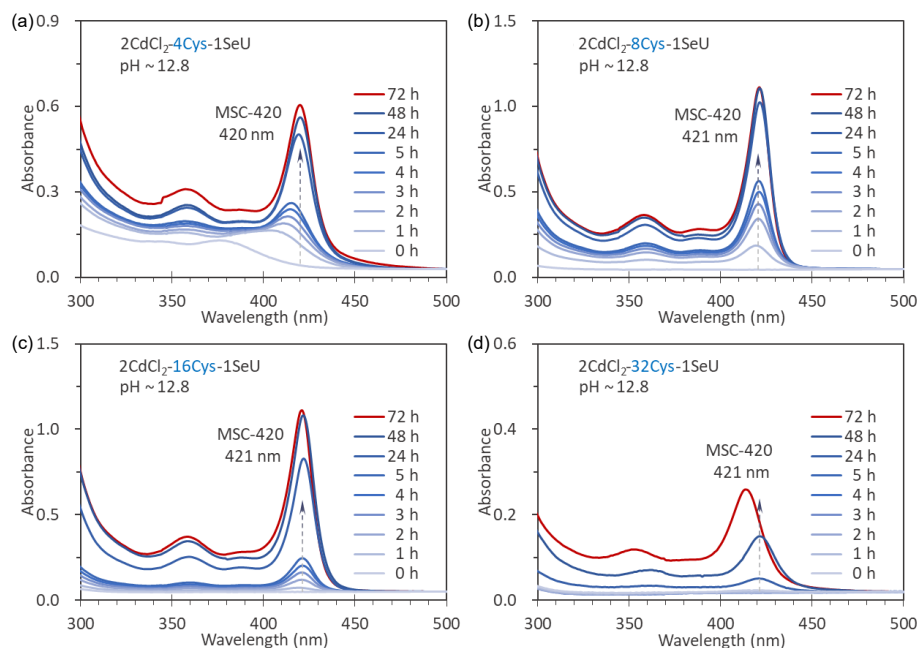 (a)
2CdCl₂-4Cys-1SeU
pH ~ 12.8
MSC-420
420 nm
72 h
48 h
24 h
5 h
4 h
3 h
2 h
1 h
0 h
0.9
0.6
0.3
0.0
Absorbance
300
350
400
450
500
Wavelength (nm)
(b)
2CdCl₂-8Cys-1SeU
pH ~ 12.8
MSC-420
421 nm
72 h
48 h
24 h
5 h
4 h
3 h
2 h
1 h
0 h
1.5
1.0
0.5
0.0
Absorbance
300
350
400
450
500
Wavelength (nm)
(c)
2CdCl₂-16Cys-1SeU
pH ~ 12.8
MSC-420
421 nm
72 h
48 h
24 h
5 h
4 h
3 h
2 h
1 h
0 h
1.5
1.0
0.5
0.0
Absorbance
300
350
400
450
500
Wavelength (nm)
(d)
2CdCl₂-32Cys-1SeU
pH ~ 12.8
MSC-420
421 nm
72 h
48 h
24 h
5 h
4 h
3 h
2 h
1 h
0 h
0.6
0.4
0.2
0.0
Absorbance
300
350
400
450
500
Wavelength (nm)